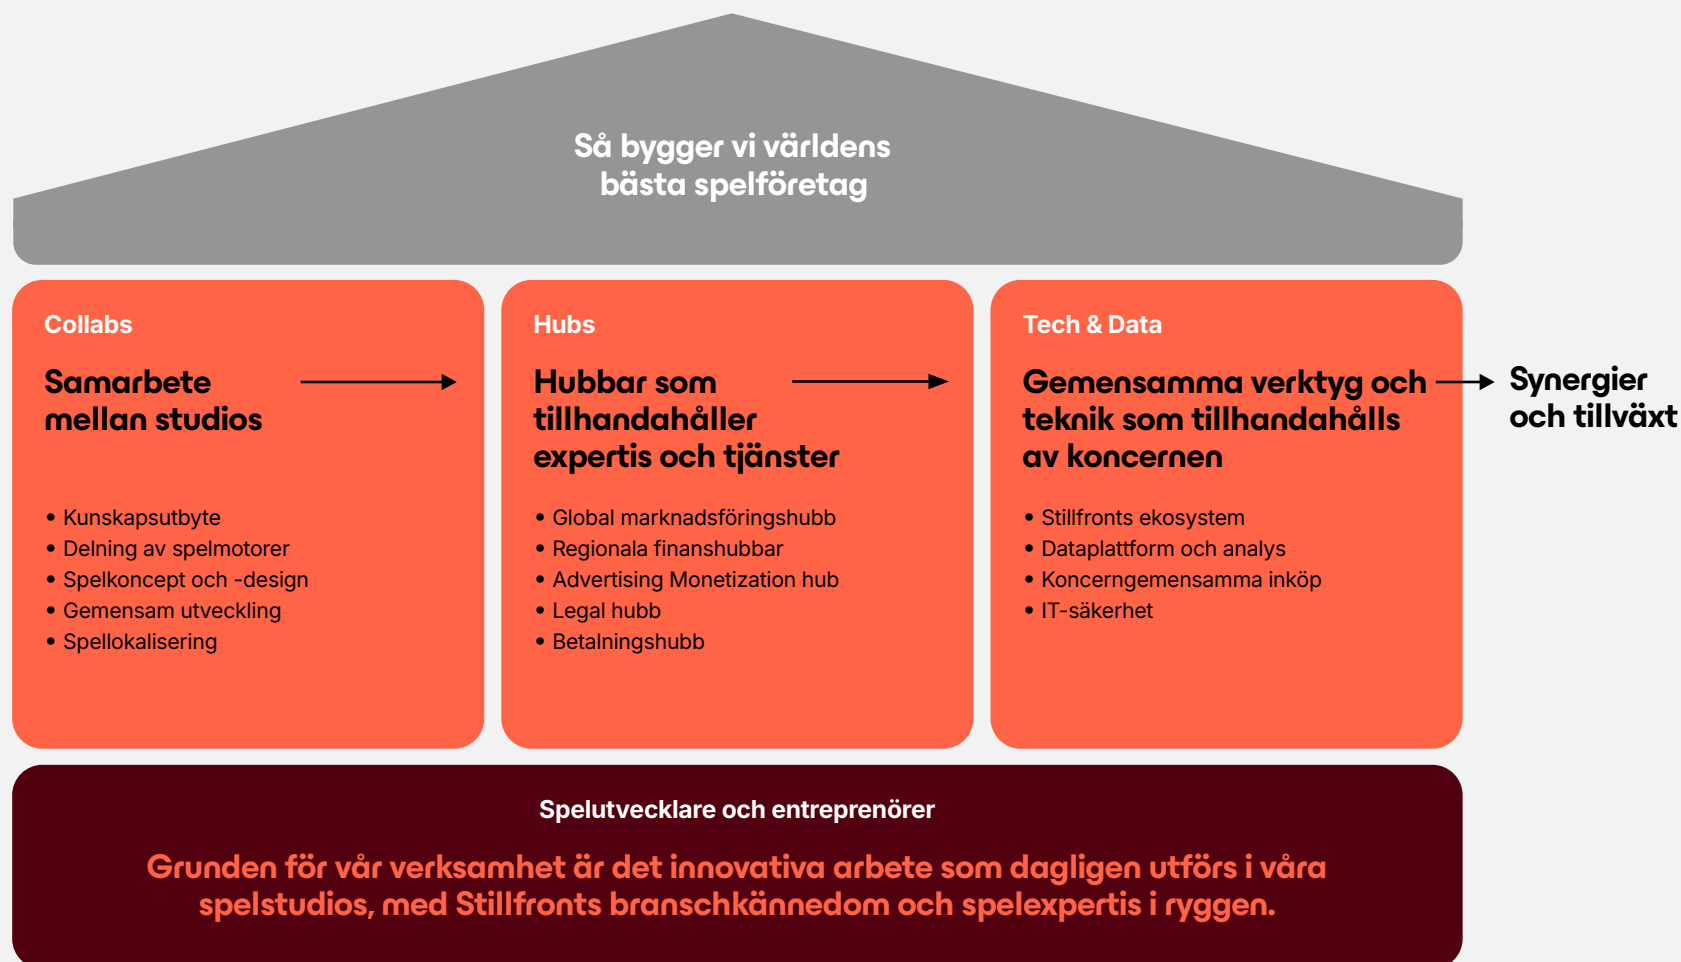 Så bygger vi världens
bästa spelföretag
Collabs
Samarbete
mellan studios
• Kunskapsutbyte
• Delning av spelmotorer
• Spelkoncept och -design
• Gemensam utveckling
• Spellokalisering
Hubs
Hubbar som
tillhandahåller
expertis och tjänster
• Global marknadsföringshubb
• Regionala finanshubbar
• Advertising Monetization hub
• Legal hubb
• Betalningshubb
Tech & Data
Gemensamma verktyg och
teknik som tillhandahålls
av koncernen
• Stillfronts ekosystem
• Dataplattform och analys
• Koncerngemensamma inköp
• IT-säkerhet
Synergier
och tillväxt
Spelutvecklare och entreprenörer
Grunden för vår verksamhet är det innovativa arbete som dagligen utförs i våra
spelstudios, med Stillfronts branschkännedom och spelexpertis i ryggen.